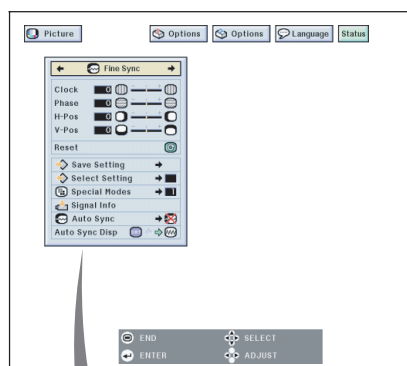 Picture Options Options Language Status
Fine Sync
Clock 0
Phase 0
H-Pos 0
V-Pos 0
Reset
Save Setting
Select Setting
Special Modes
Signal Info
Auto Sync
Auto Sync Disp
END SELECT
ENTER ADJUST